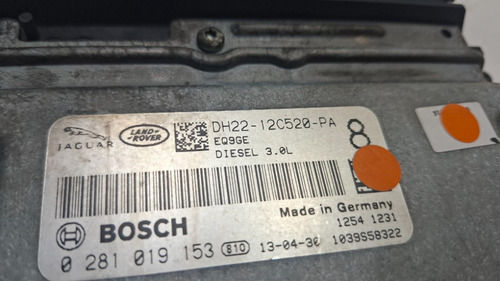 DH22-12C520-PA 8
JAGUAR LAND-ROVER EQ9GE
DIESEL 3.0L
Made in Germany
BOSCH 1254 1231
0 281 019 153 B10 13-04-30 1039S58322